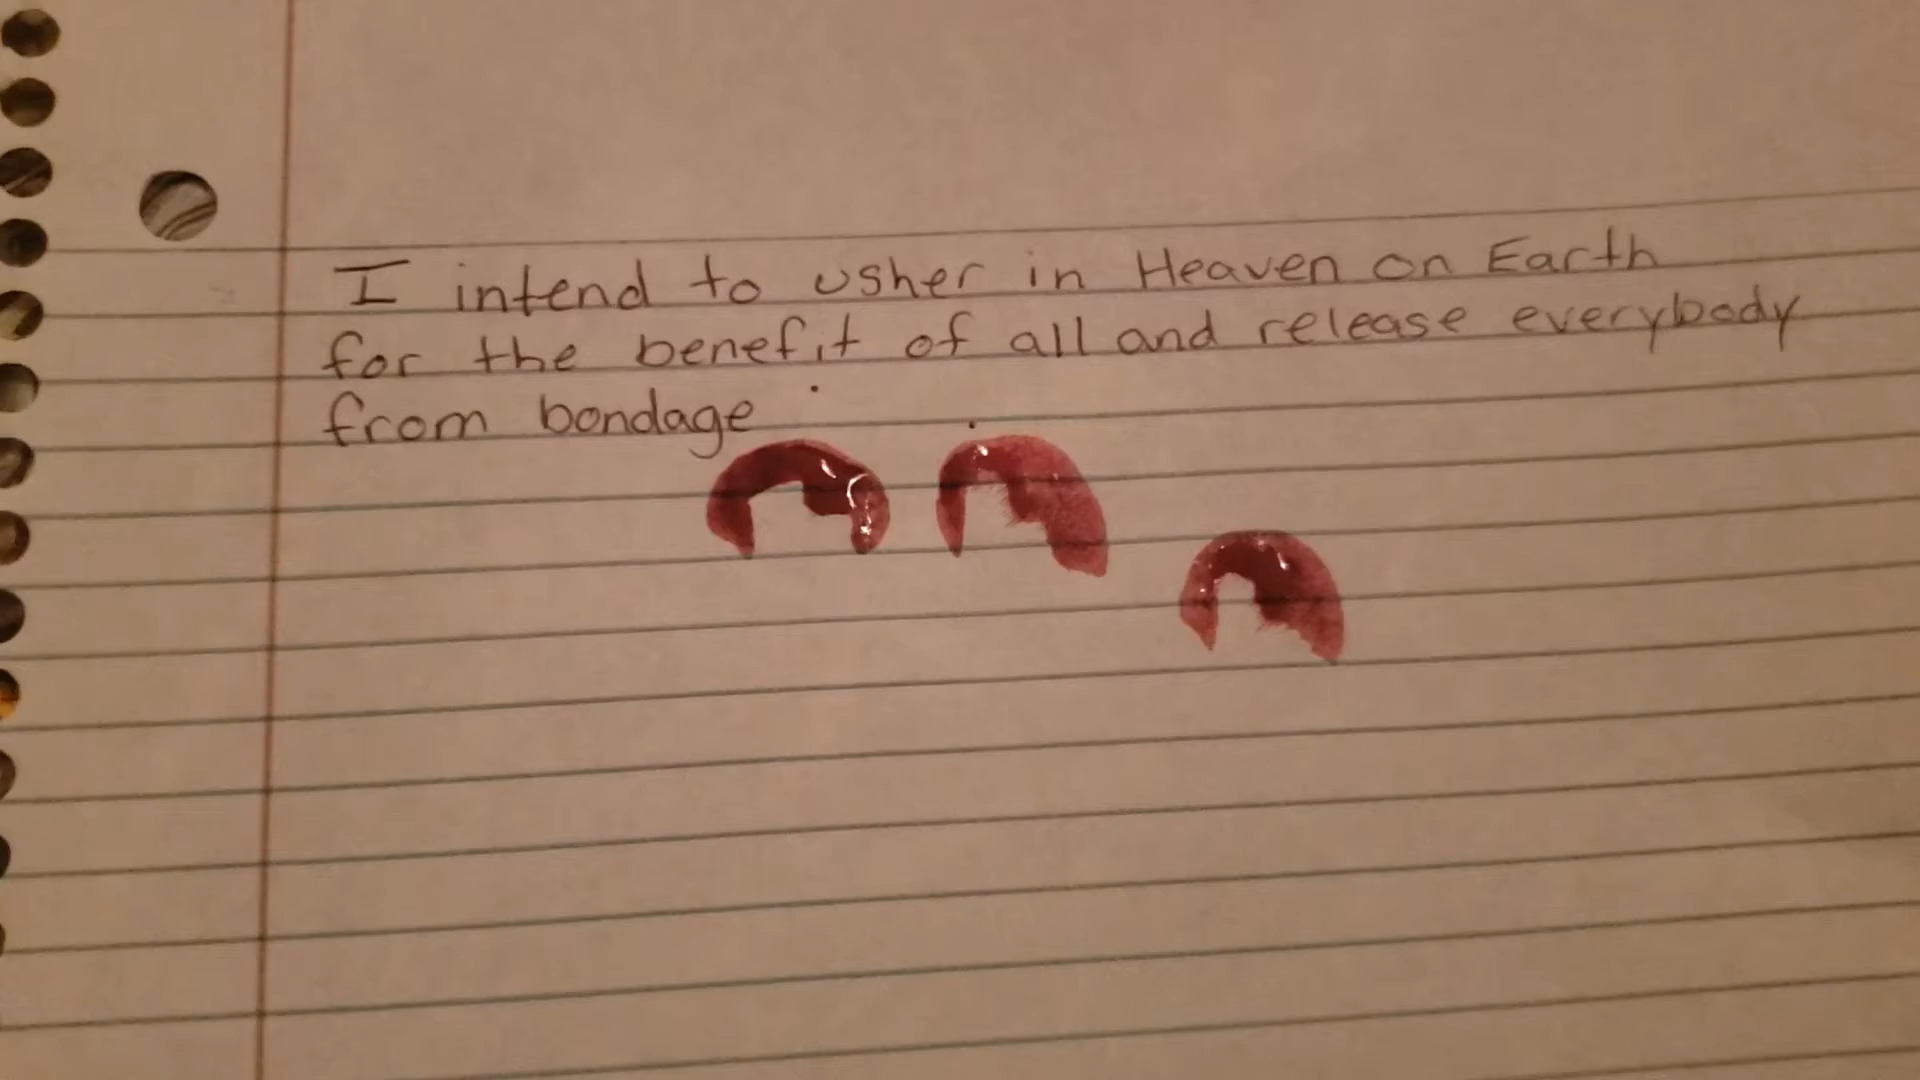 I intend to usher in Heaven on Earth
for the benefit of all and release everybody
from bondage